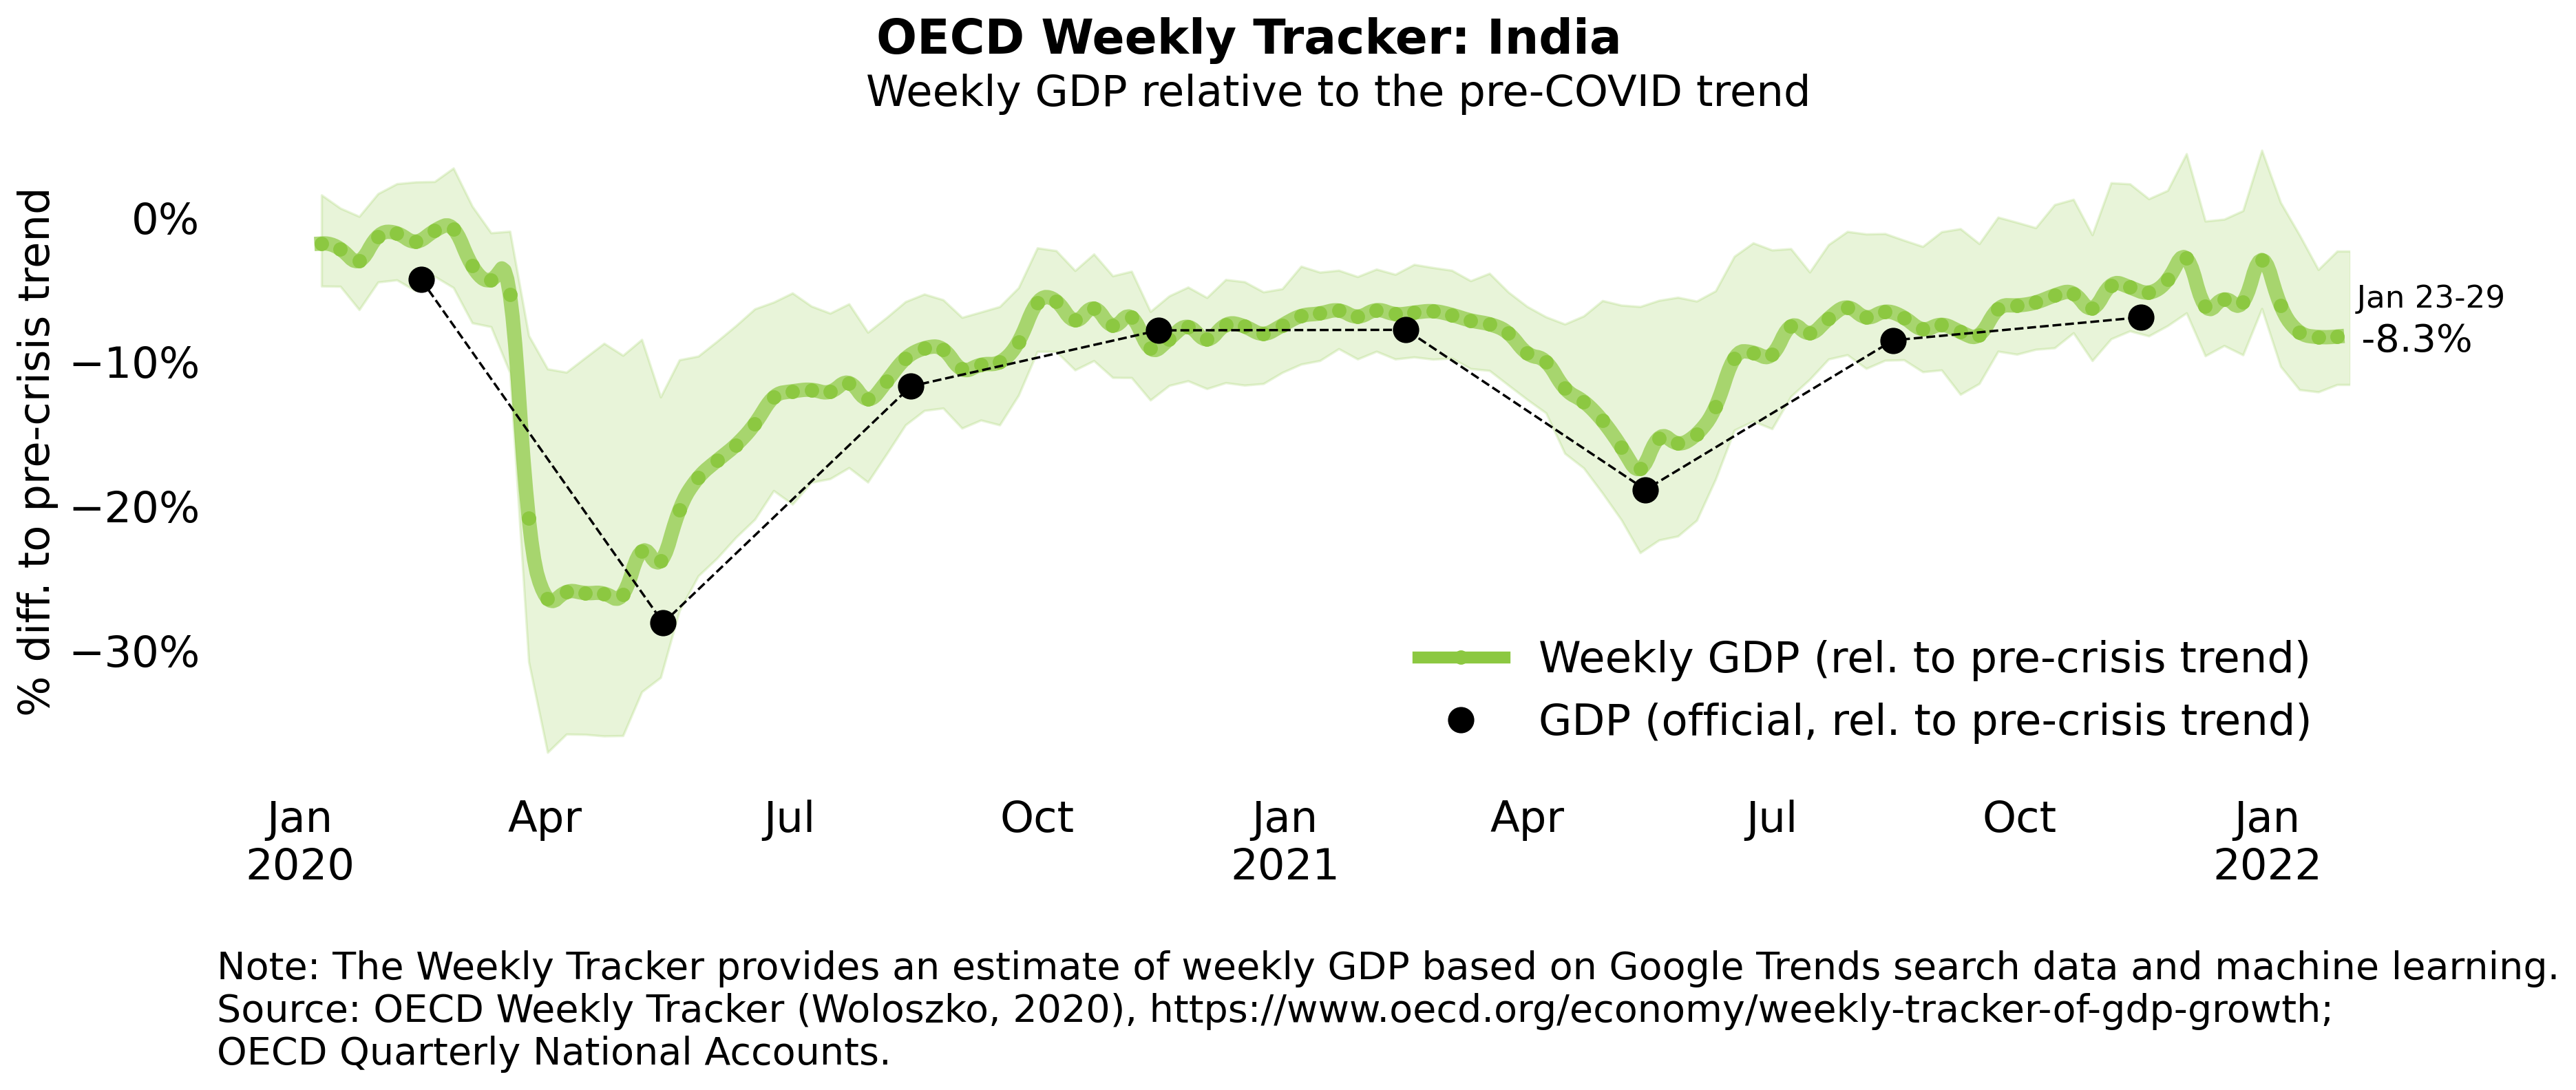 OECD Weekly Tracker: India
Weekly GDP relative to the pre-COVID trend
% diff. to pre-crisis trend
0%
−10%
−20%
−30%
Jan 23-29
-8.3%
Weekly GDP (rel. to pre-crisis trend)
GDP (official, rel. to pre-crisis trend)
Jan Apr Jul Oct Jan Apr Jul Oct Jan
2020 2021 2022
Note: The Weekly Tracker provides an estimate of weekly GDP based on Google Trends search data and machine learning.
Source: OECD Weekly Tracker (Woloszko, 2020), https://www.oecd.org/economy/weekly-tracker-of-gdp-growth;
OECD Quarterly National Accounts.